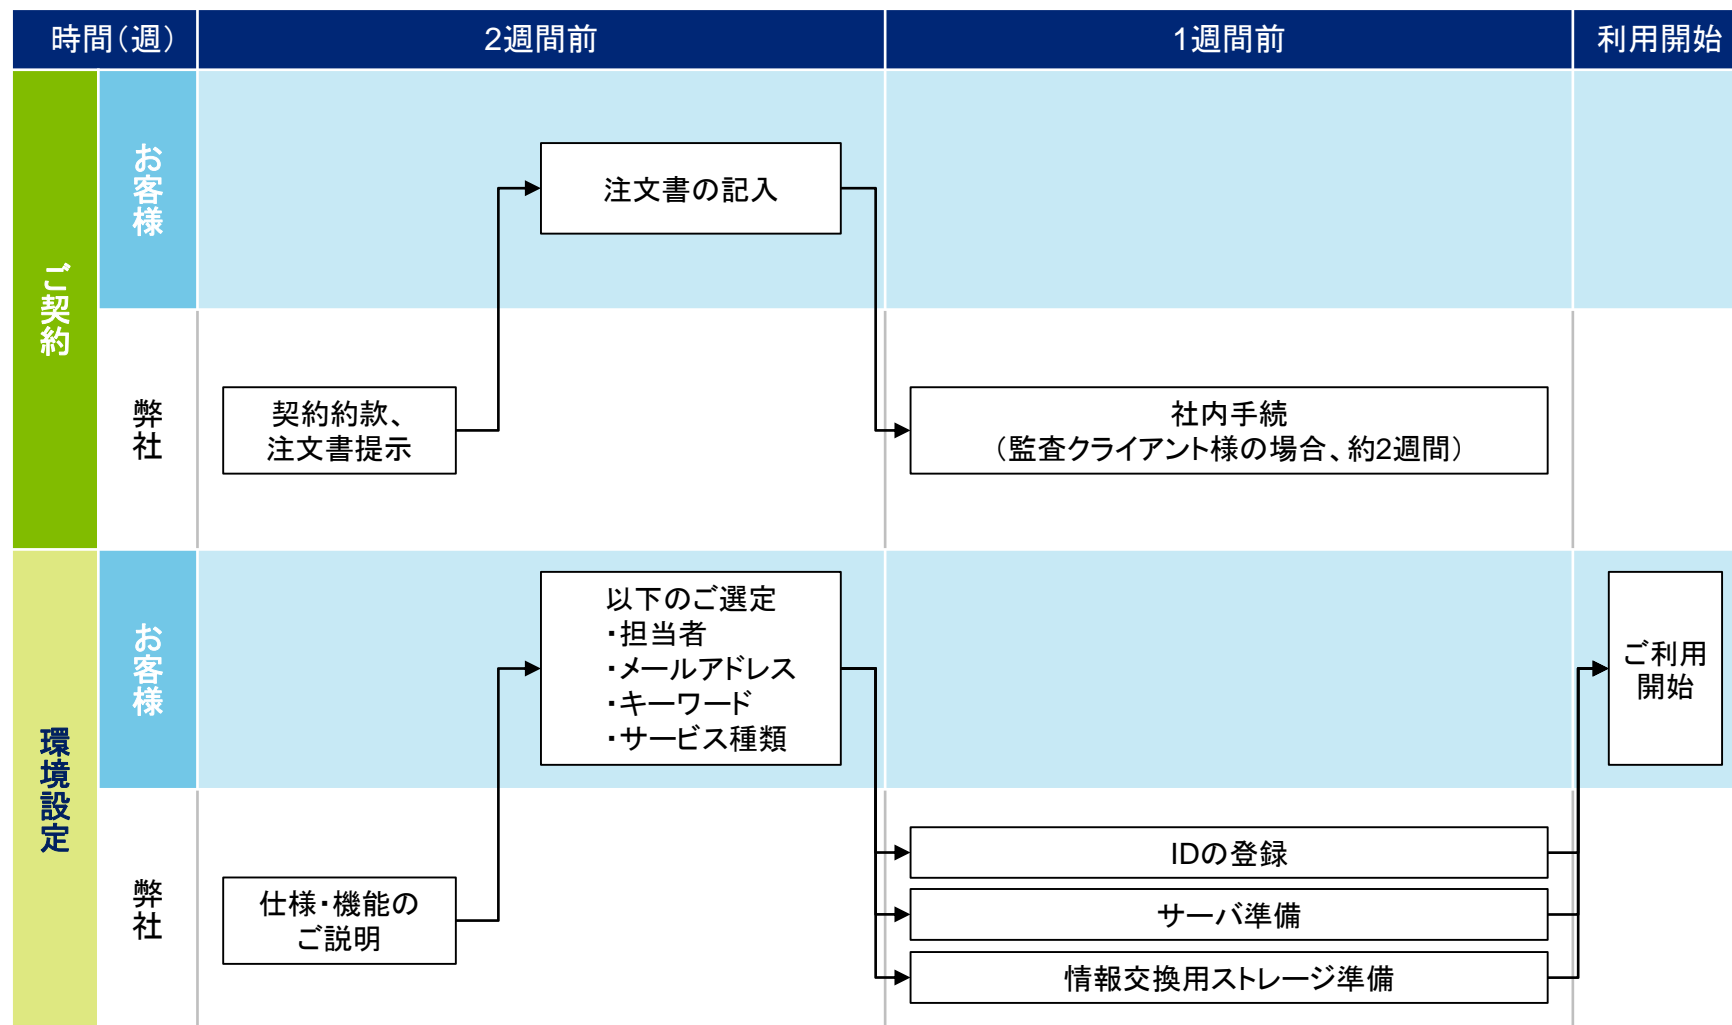 時間（週）
2週間前
1週間前
利用開始
ご契約
お客様
注文書の記入
弊社
契約約款、
注文書提示
社内手続
（監査クライアント様の場合、約2週間）
環境設定
お客様
以下のご選定
・担当者
・メールアドレス
・キーワード
・サービス種類
ご利用
開始
弊社
仕様・機能の
ご説明
IDの登録
サーバ準備
情報交換用ストレージ準備